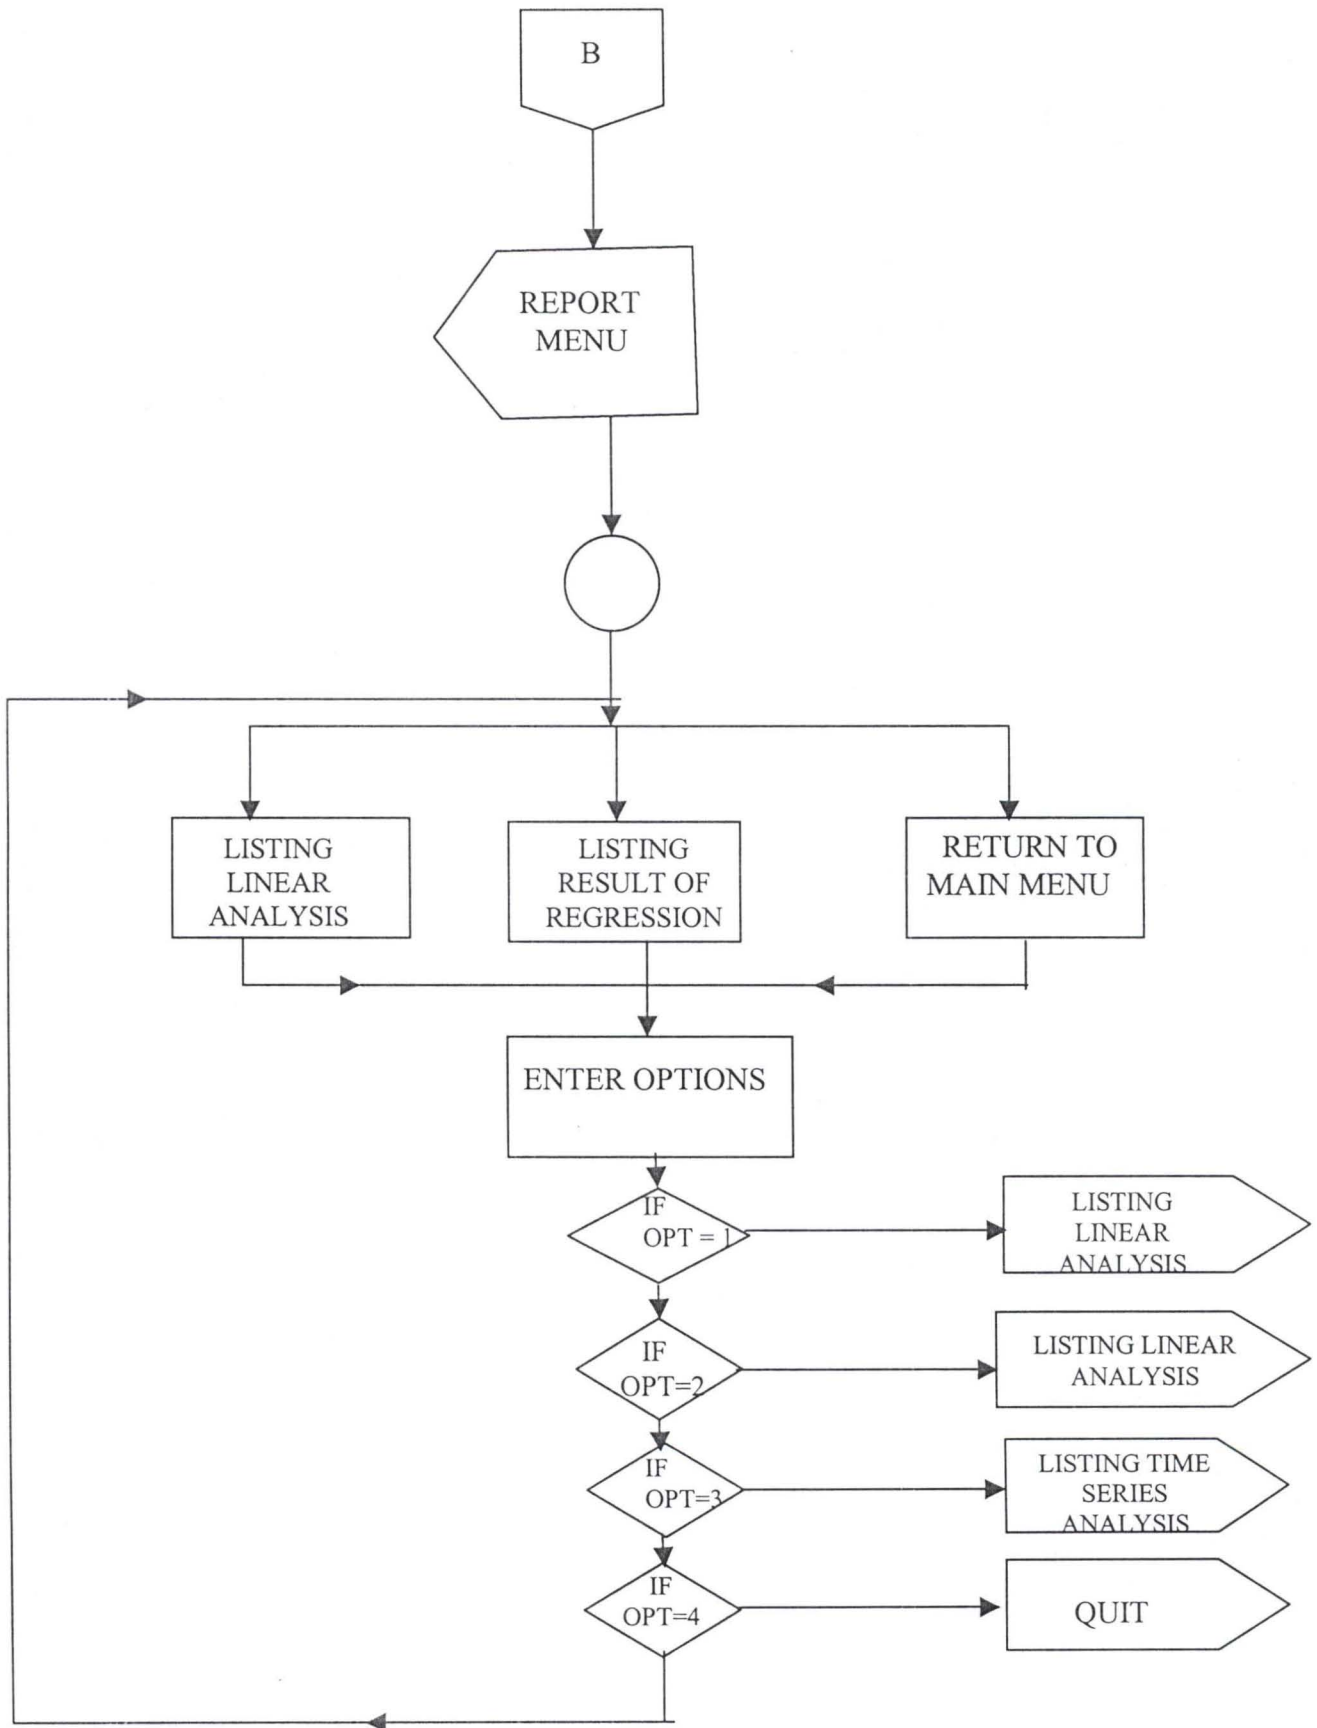 B
REPORT
MENU
LISTING
LINEAR
ANALYSIS
LISTING
RESULT OF
REGRESSION
RETURN TO
MAIN MENU
ENTER OPTIONS
IF
OPT = 1
LISTING
LINEAR
ANALYSIS
IF
OPT=2
LISTING LINEAR
ANALYSIS
IF
OPT=3
LISTING TIME
SERIES
ANALYSIS
IF
OPT=4
QUIT